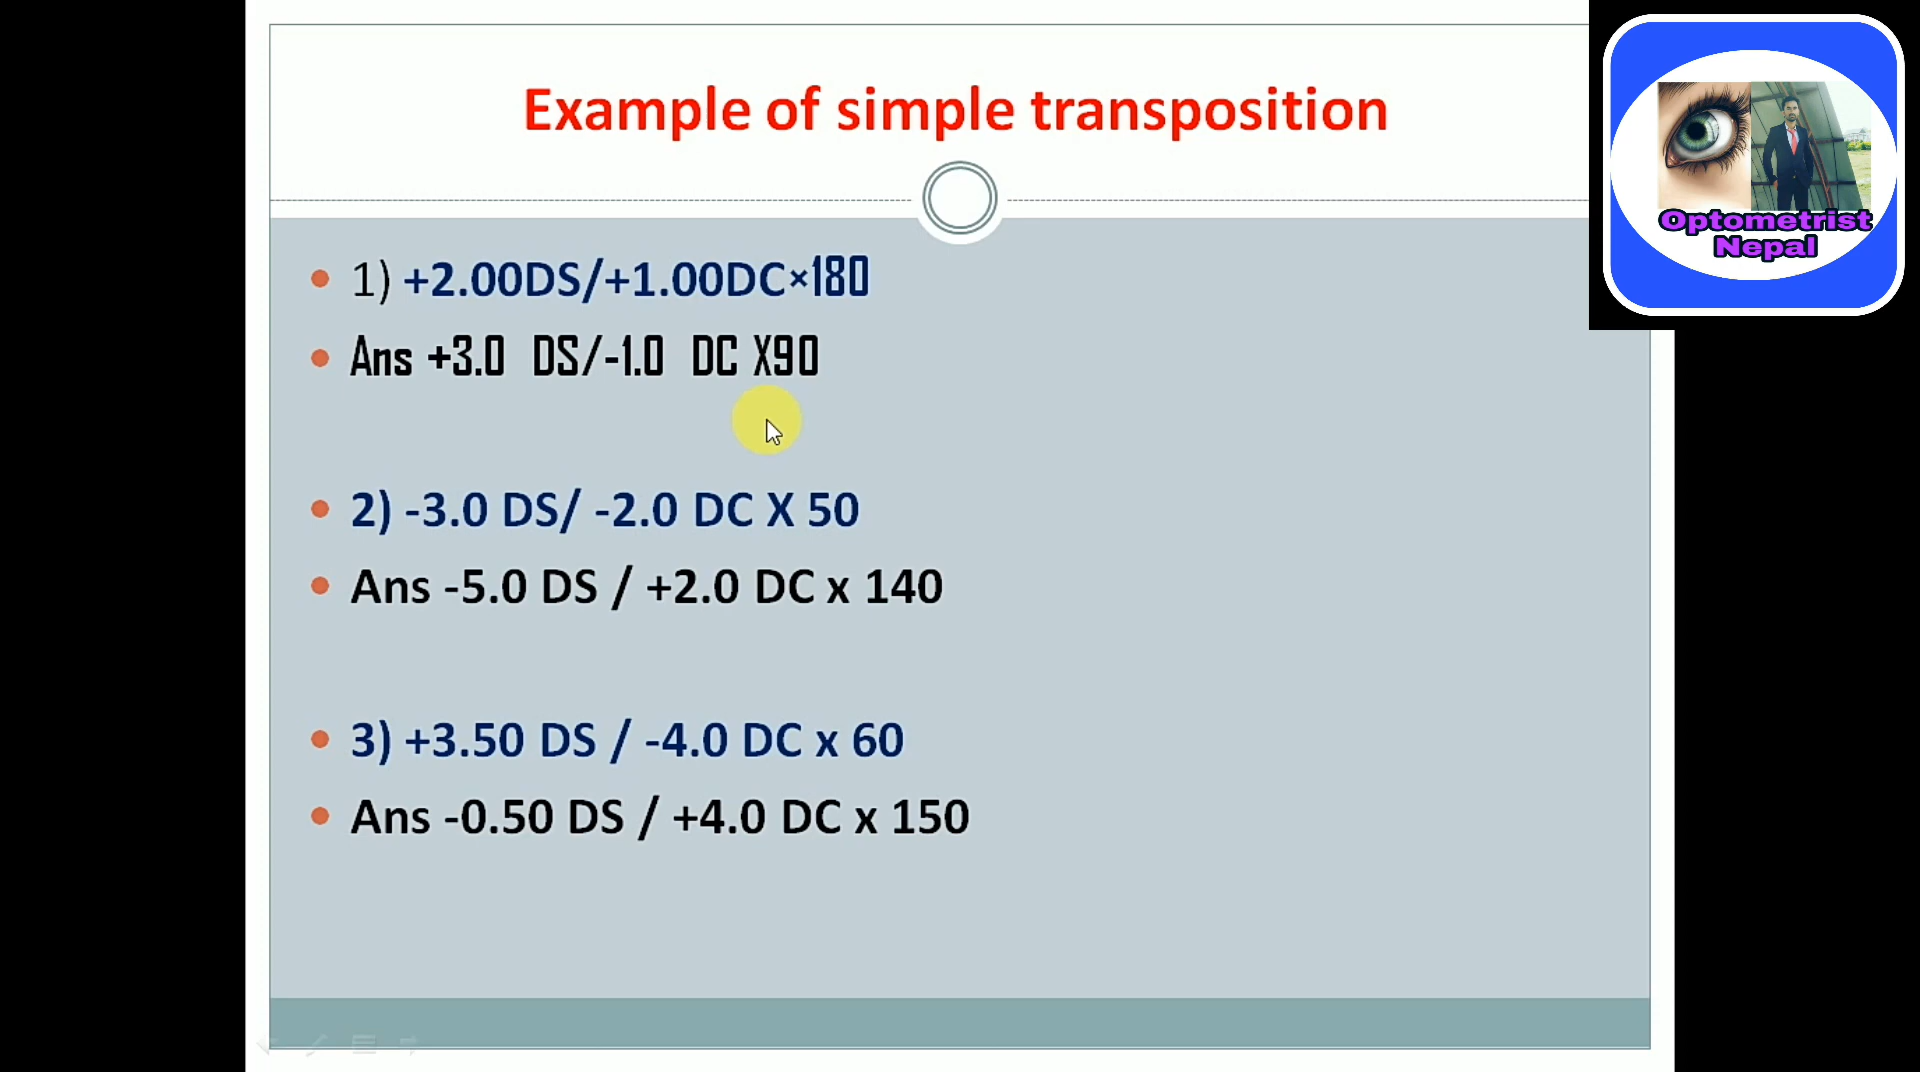 Example of simple transposition
Optometrist
Nepal
1) +2.00DS/+1.00DC×180
Ans +3.0 DS/-1.0 DC X90
2) -3.0 DS/ -2.0 DC X 50
Ans -5.0 DS / +2.0 DC x 140
3) +3.50 DS / -4.0 DC x 60
Ans -0.50 DS / +4.0 DC x 150